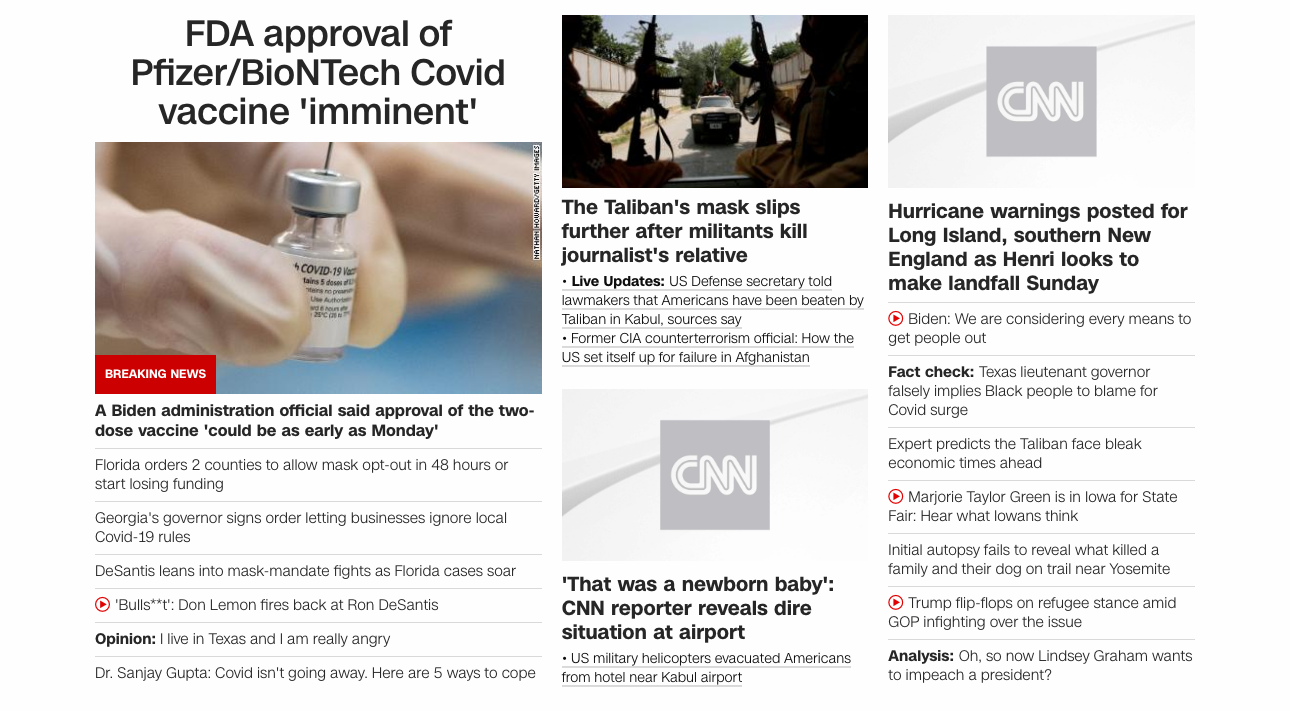 FDA approval of
Pfizer/BioNTech Covid
vaccine 'imminent'
NATHAN HOWARD/GETTY IMAGES
COVID-19 Vacc
5 doses of
Use Authoriza
BREAKING NEWS
A Biden administration official said approval of the two-
dose vaccine 'could be as early as Monday'
Florida orders 2 counties to allow mask opt-out in 48 hours or
start losing funding
Georgia's governor signs order letting businesses ignore local
Covid-19 rules
DeSantis leans into mask-mandate fights as Florida cases soar
'Bulls**t': Don Lemon fires back at Ron DeSantis
Opinion: I live in Texas and I am really angry
Dr. Sanjay Gupta: Covid isn't going away. Here are 5 ways to cope
The Taliban's mask slips
further after militants kill
journalist's relative
• Live Updates: US Defense secretary told
lawmakers that Americans have been beaten by
Taliban in Kabul, sources say
• Former CIA counterterrorism official: How the
US set itself up for failure in Afghanistan
CNN
'That was a newborn baby':
CNN reporter reveals dire
situation at airport
• US military helicopters evacuated Americans
from hotel near Kabul airport
CNN
Hurricane warnings posted for
Long Island, southern New
England as Henri looks to
make landfall Sunday
Biden: We are considering every means to
get people out
Fact check: Texas lieutenant governor
falsely implies Black people to blame for
Covid surge
Expert predicts the Taliban face bleak
economic times ahead
Marjorie Taylor Green is in Iowa for State
Fair: Hear what Iowans think
Initial autopsy fails to reveal what killed a
family and their dog on trail near Yosemite
Trump flip-flops on refugee stance amid
GOP infighting over the issue
Analysis: Oh, so now Lindsey Graham wants
to impeach a president?